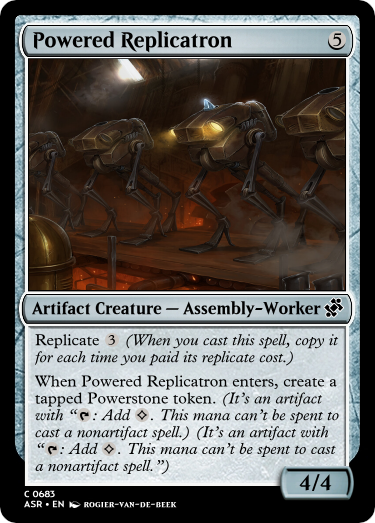 Powered Replicatron 5
Artifact Creature — Assembly-Worker
Replicate 3 (When you cast this spell, copy it
for each time you paid its replicate cost.)
When Powered Replicatron enters, create a
tapped Powerstone token. (It's an artifact
with “: Add . This mana can't be spent to
cast a nonartifact spell.) (It's an artifact with
“: Add . This mana can't be spent to cast
a nonartifact spell.”)
4/4
C 0683
ASR • EN ROGIER-VAN-DE-BEEK